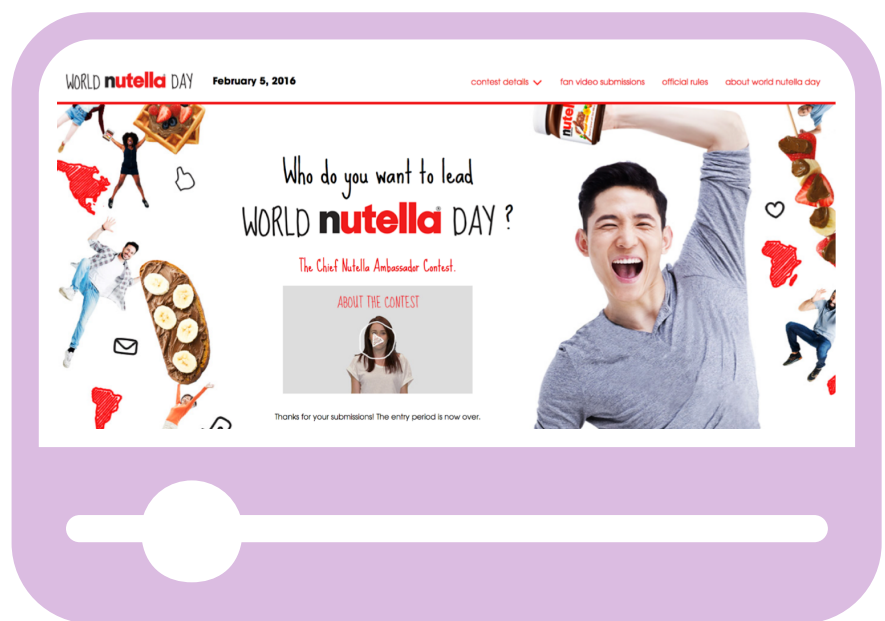 WORLD nutella DAY February 5, 2016 contest details fan video submissions official rules about world nutella day
Who do you want to lead
WORLD nutella® DAY ?
The Chief Nutella Ambassador Contest.
ABOUT THE CONTEST
Thanks for your submissions! The entry period is now over.